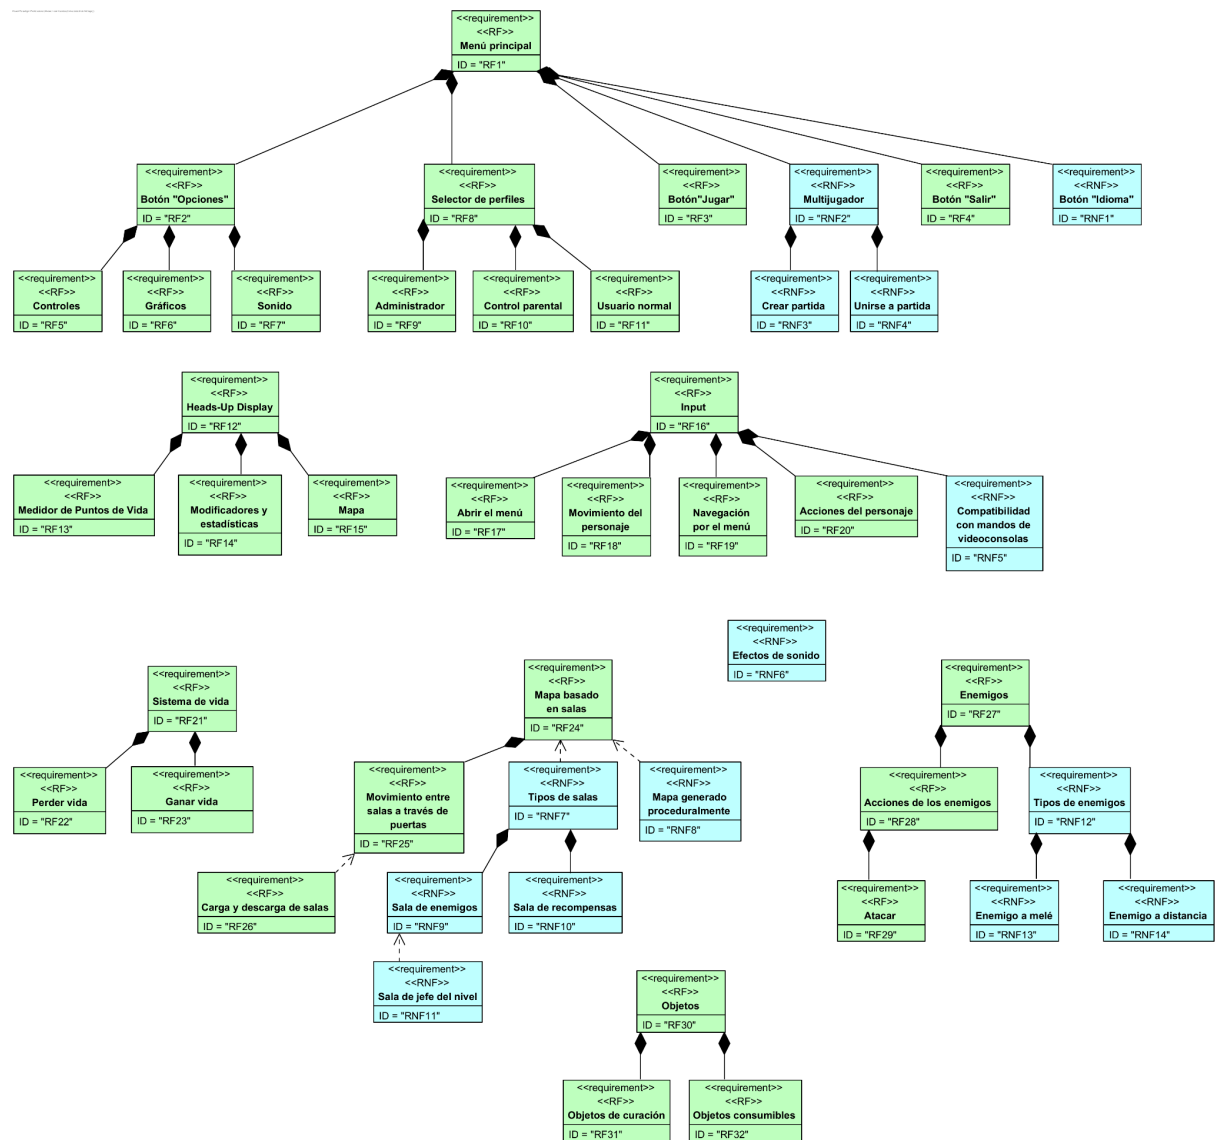 <<requirement>>
<<RF>>
Menú principal
ID = "RF1"
<<requirement>>
<<RF>>
Botón "Opciones"
ID = "RF2"
<<requirement>>
<<RF>>
Selector de perfiles
ID = "RF8"
<<requirement>>
<<RF>>
Botón"Jugar"
ID = "RF3"
<<requirement>>
<<RNF>>
Multijugador
ID = "RNF2"
<<requirement>>
<<RF>>
Botón "Salir"
ID = "RF4"
<<requirement>>
<<RNF>>
Botón "Idioma"
ID = "RNF1"
<<requirement>>
<<RF>>
Controles
ID = "RF5"
<<requirement>>
<<RF>>
Gráficos
ID = "RF6"
<<requirement>>
<<RF>>
Sonido
ID = "RF7"
<<requirement>>
<<RF>>
Administrador
ID = "RF9"
<<requirement>>
<<RF>>
Control parental
ID = "RF10"
<<requirement>>
<<RF>>
Usuario normal
ID = "RF11"
<<requirement>>
<<RNF>>
Crear partida
ID = "RNF3"
<<requirement>>
<<RNF>>
Unirse a partida
ID = "RNF4"
<<requirement>>
<<RF>>
Heads-Up Display
ID = "RF12"
<<requirement>>
<<RF>>
Input
ID = "RF16"
<<requirement>>
<<RF>>
Medidor de Puntos de Vida
ID = "RF13"
<<requirement>>
<<RF>>
Modificadores y
estadísticas
ID = "RF14"
<<requirement>>
<<RF>>
Mapa
ID = "RF15"
<<requirement>>
<<RF>>
Abrir el menú
ID = "RF17"
<<requirement>>
<<RF>>
Movimiento del
personaje
ID = "RF18"
<<requirement>>
<<RF>>
Navegación
por el menú
ID = "RF19"
<<requirement>>
<<RF>>
Acciones del personaje
ID = "RF20"
<<requirement>>
<<RNF>>
Compatibilidad
con mandos de
videoconsolas
ID = "RNF5"
<<requirement>>
<<RNF>>
Efectos de sonido
ID = "RNF6"
<<requirement>>
<<RF>>
Sistema de vida
ID = "RF21"
<<requirement>>
<<RF>>
Mapa basado
en salas
ID = "RF24"
<<requirement>>
<<RF>>
Enemigos
ID = "RF27"
<<requirement>>
<<RF>>
Perder vida
ID = "RF22"
<<requirement>>
<<RF>>
Ganar vida
ID = "RF23"
<<requirement>>
<<RF>>
Movimiento entre
salas a través de
puertas
ID = "RF25"
<<requirement>>
<<RNF>>
Tipos de salas
ID = "RNF7"
<<requirement>>
<<RNF>>
Mapa generado
proceduralmente
ID = "RNF8"
<<requirement>>
<<RF>>
Acciones de los enemigos
ID = "RF28"
<<requirement>>
<<RNF>>
Tipos de enemigos
ID = "RNF12"
<<requirement>>
<<RF>>
Carga y descarga de salas
ID = "RF26"
<<requirement>>
<<RNF>>
Sala de enemigos
ID = "RNF9"
<<requirement>>
<<RNF>>
Sala de recompensas
ID = "RNF10"
<<requirement>>
<<RF>>
Atacar
ID = "RF29"
<<requirement>>
<<RNF>>
Enemigo a melé
ID = "RNF13"
<<requirement>>
<<RNF>>
Enemigo a distancia
ID = "RNF14"
<<requirement>>
<<RNF>>
Sala de jefe del nivel
ID = "RNF11"
<<requirement>>
<<RF>>
Objetos
ID = "RF30"
<<requirement>>
<<RF>>
Objetos de curación
ID = "RF31"
<<requirement>>
<<RF>>
Objetos consumibles
ID = "RF32"